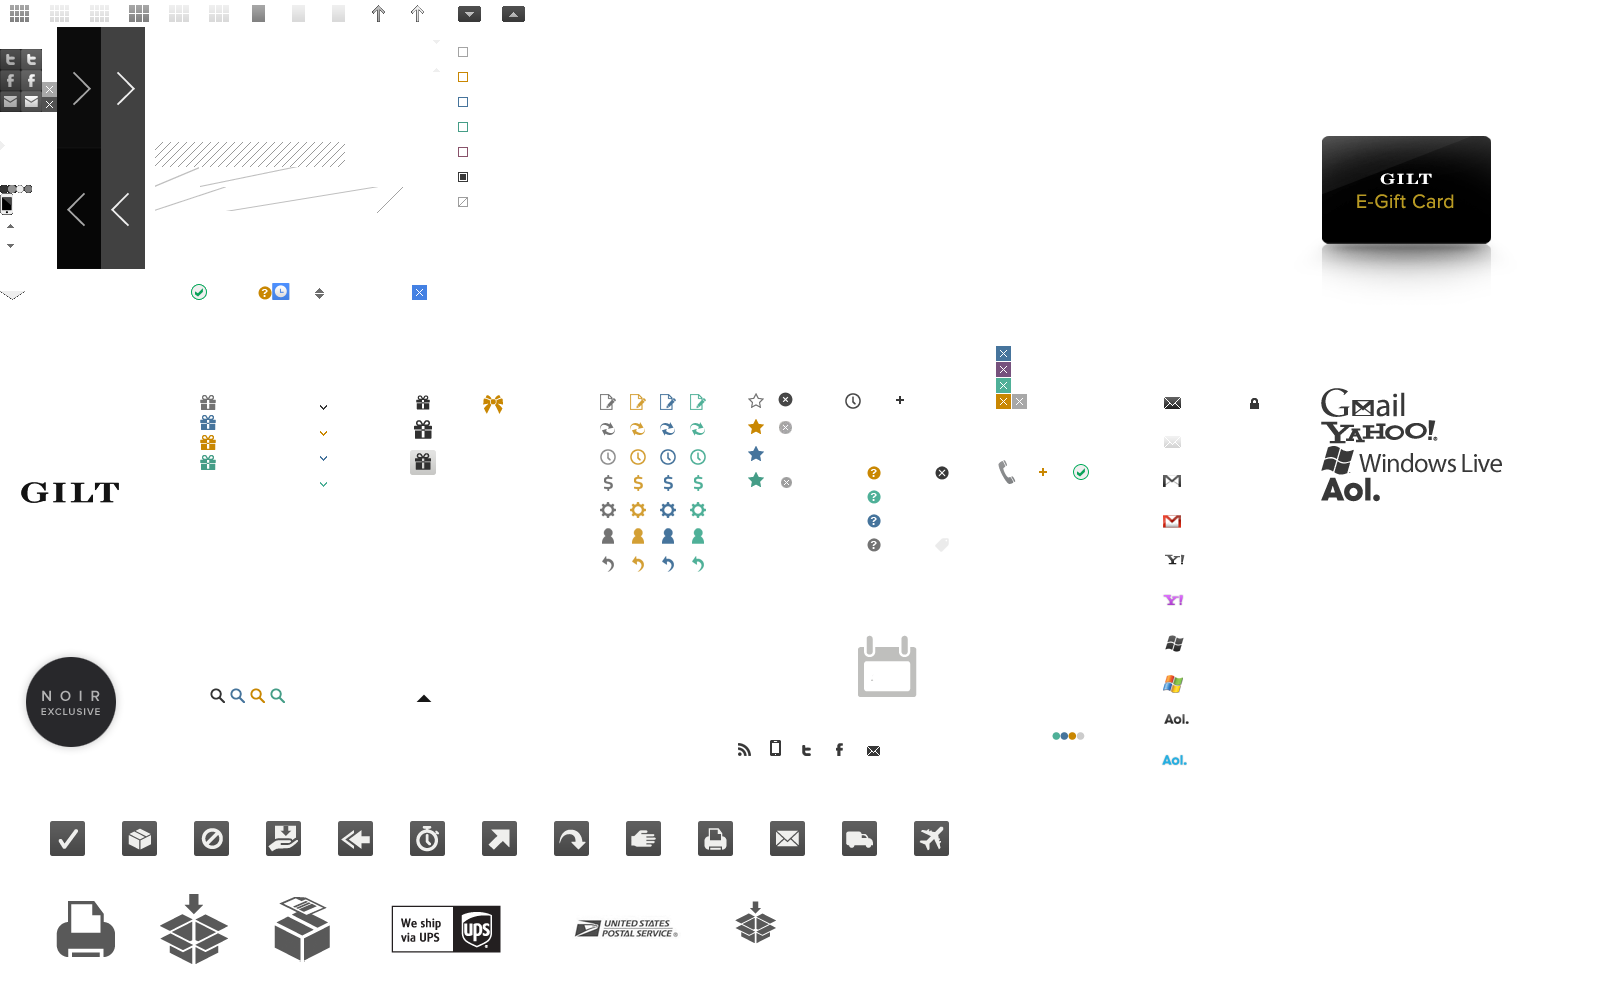 GILT
E-Gift Card
Gmail
YAHOO!
Windows Live
Aol.
GILT
Y!
Y!
NOIR
EXCLUSIVE
Aol.
Aol.
We ship
via UPS
ups
UNITED STATES
POSTAL SERVICE®